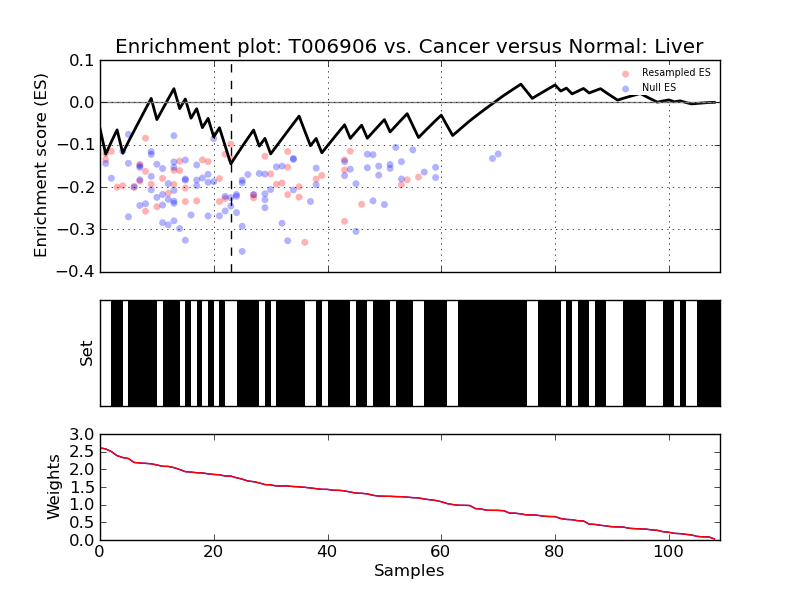 Enrichment plot: T006906 vs. Cancer versus Normal: Liver
Enrichment score (ES)
0.1
0.0
−0.1
−0.2
−0.3
−0.4
Resampled ES
Null ES
Set
Weights
3.0
2.5
2.0
1.5
1.0
0.5
0.0
0 20 40 60 80 100
Samples